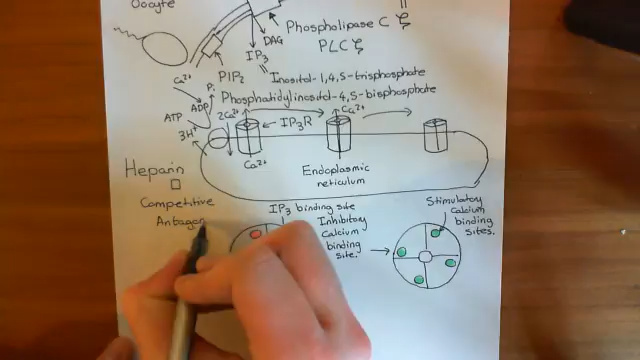 Oocyte
Phospholipase C ζ
PLC ζ
DAG
IP3
PIP2
Inositol-1,4,5-trisphosphate
Phosphatidylinositol-4,5-bisphosphate
Ca2+
Pi
ADP
ATP
3H+
2Ca2+
IP3R
Ca2+
Ca2+
Endoplasmic
reticulum
Heparin
Competitive
Antagon
IP3 binding site
Inhibitory
Calcium
binding
site.
Stimulatory
Calcium
binding
sites.